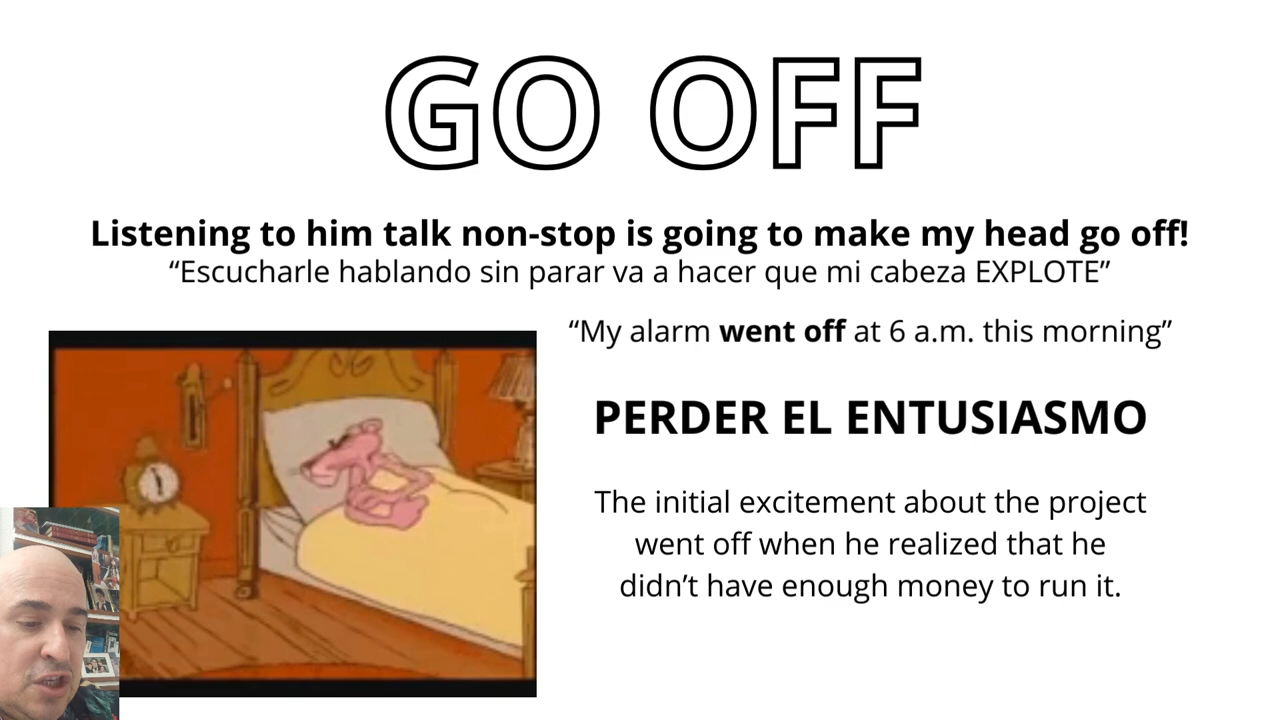 GO OFF
Listening to him talk non-stop is going to make my head go off!
“Escucharle hablando sin parar va a hacer que mi cabeza EXPLOTE”
“My alarm went off at 6 a.m. this morning”
PERDER EL ENTUSIASMO
The initial excitement about the project
went off when he realized that he
didn’t have enough money to run it.